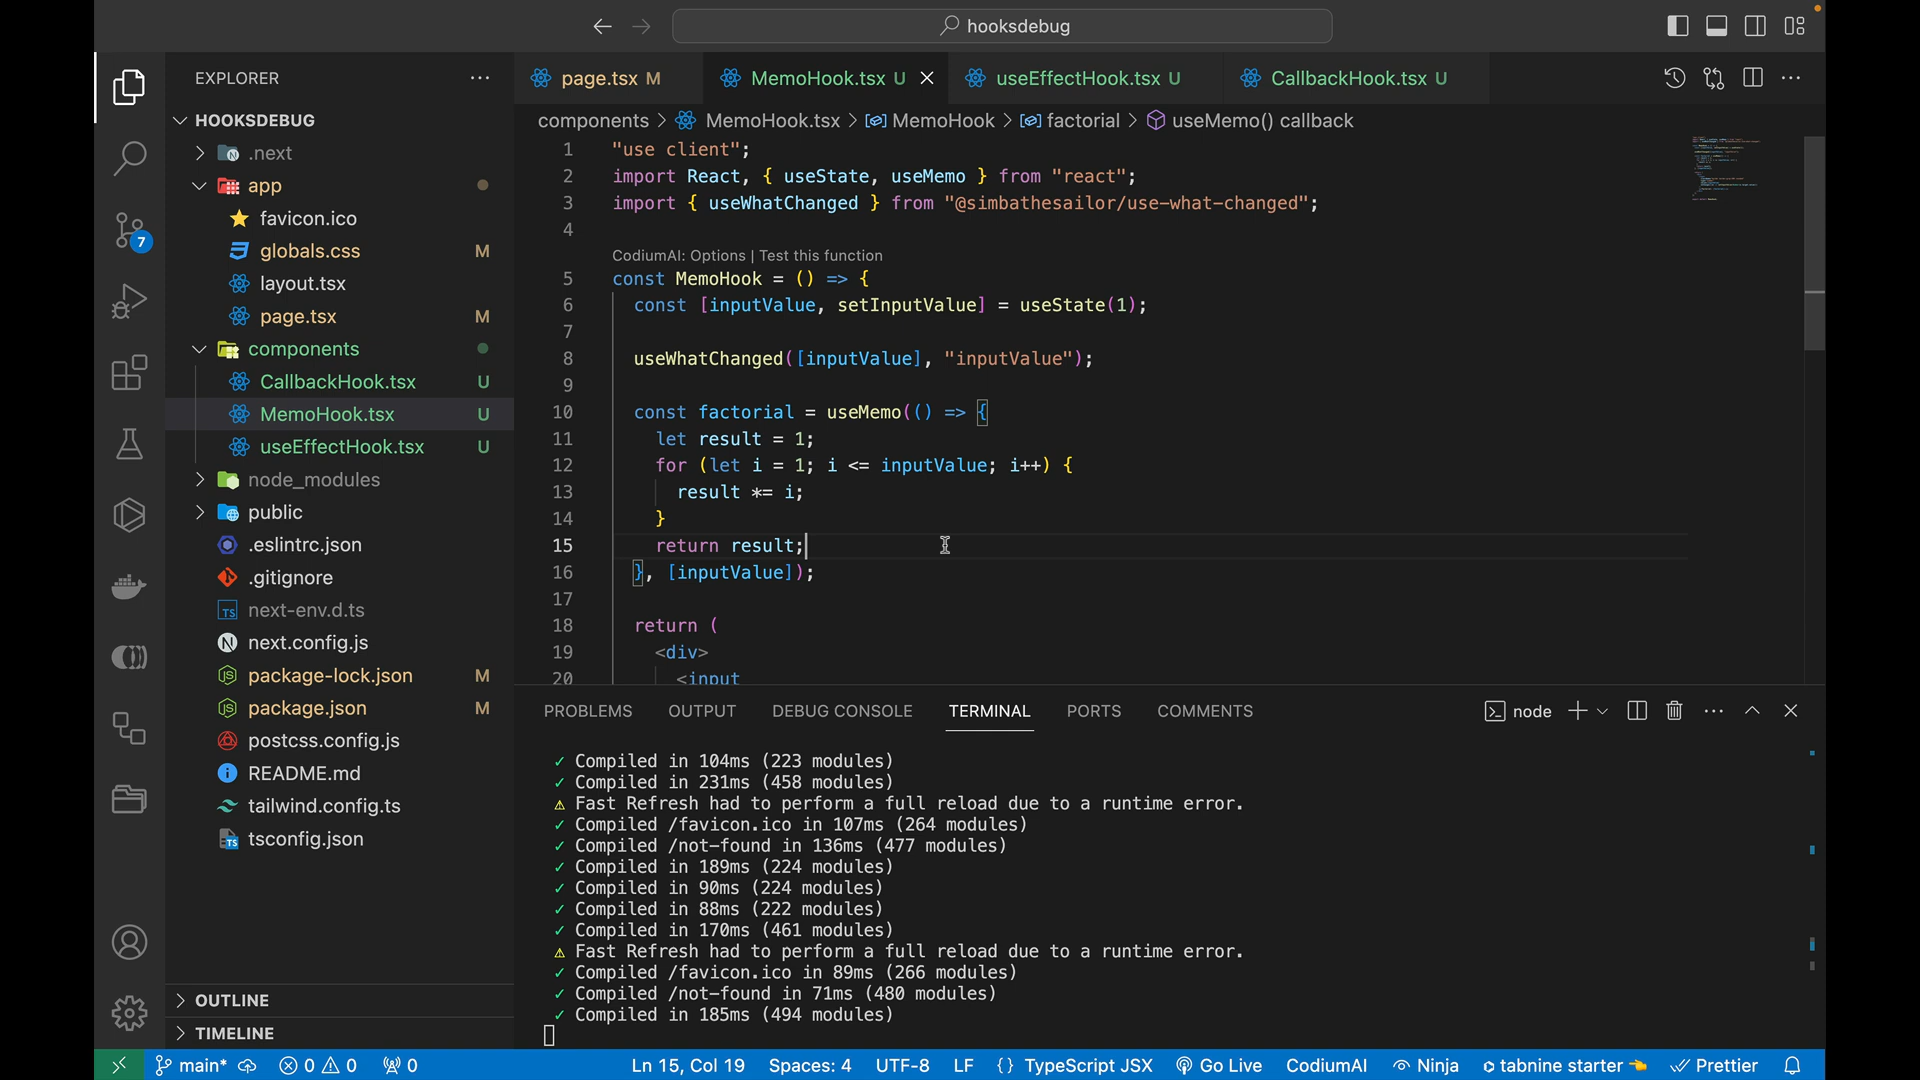 hooksdebug
EXPLORER
HOOKSDEBUG
.next
app
favicon.ico
globals.css M
layout.tsx
page.tsx M
components
CallbackHook.tsx U
MemoHook.tsx U
useEffectHook.tsx U
node_modules
public
.eslintrc.json
.gitignore
next-env.d.ts
next.config.js
package-lock.json M
package.json M
postcss.config.js
README.md
tailwind.config.ts
tsconfig.json
OUTLINE
TIMELINE
7
page.tsx M
MemoHook.tsx U
useEffectHook.tsx U
CallbackHook.tsx U
components > MemoHook.tsx > MemoHook > factorial > useMemo() callback
1 "use client";
2 import React, { useState, useMemo } from "react";
3 import { useWhatChanged } from "@simbathesailor/use-what-changed";
4
CodiumAI: Options | Test this function
5 const MemoHook = () => {
6 const [inputValue, setInputValue] = useState(1);
7
8 useWhatChanged([inputValue], "inputValue");
9
10 const factorial = useMemo(() => {
11 let result = 1;
12 for (let i = 1; i <= inputValue; i++) {
13 result *= i;
14 }
15 return result;
16 }, [inputValue]);
17
18 return (
19 <div>
20 <input
PROBLEMS OUTPUT DEBUG CONSOLE TERMINAL PORTS COMMENTS
node
✓ Compiled in 104ms (223 modules)
✓ Compiled in 231ms (458 modules)
⚠ Fast Refresh had to perform a full reload due to a runtime error.
✓ Compiled /favicon.ico in 107ms (264 modules)
✓ Compiled /not-found in 136ms (477 modules)
✓ Compiled in 189ms (224 modules)
✓ Compiled in 90ms (224 modules)
✓ Compiled in 88ms (222 modules)
✓ Compiled in 170ms (461 modules)
⚠ Fast Refresh had to perform a full reload due to a runtime error.
✓ Compiled /favicon.ico in 89ms (266 modules)
✓ Compiled /not-found in 71ms (480 modules)
✓ Compiled in 185ms (494 modules)
main* 0 0 0 Ln 15, Col 19 Spaces: 4 UTF-8 LF {} TypeScript JSX Go Live CodiumAI Ninja tabnine starter Prettier